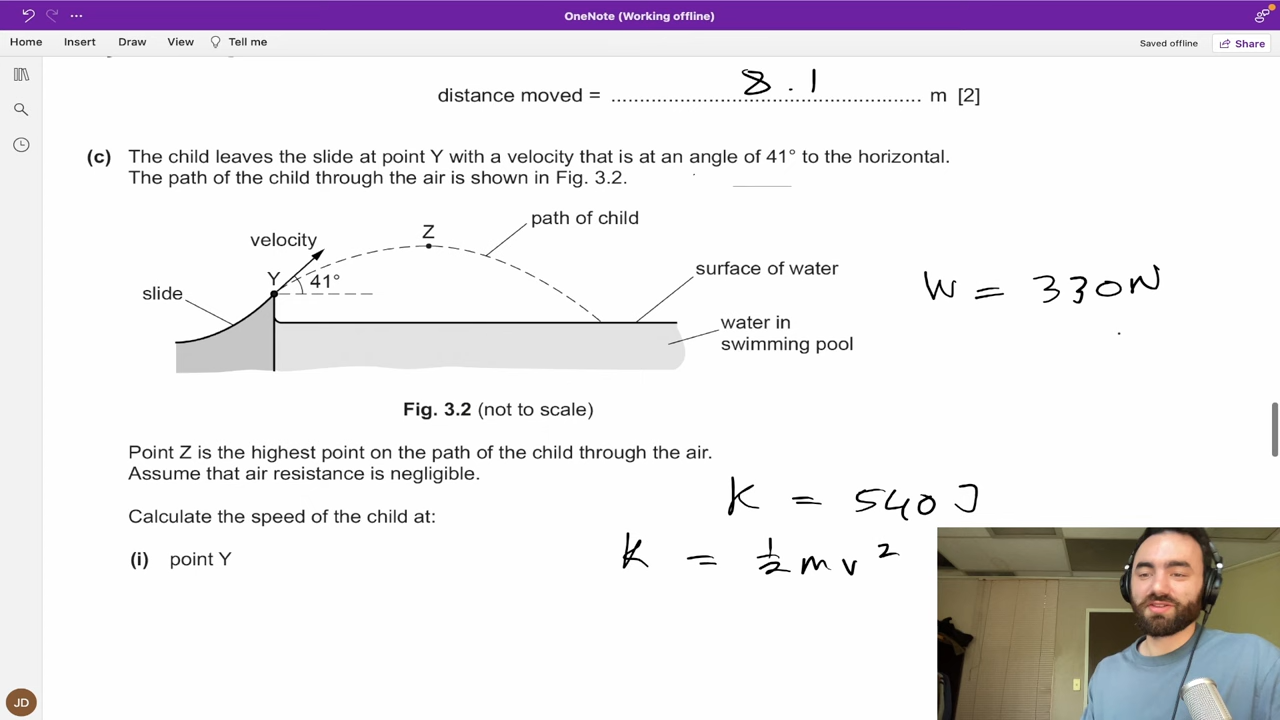 OneNote (Working offline)
Home Insert Draw View Tell me
Saved offline Share
distance moved = ...................................................... m [2]
8.1
(c) The child leaves the slide at point Y with a velocity that is at an angle of 41° to the horizontal.
The path of the child through the air is shown in Fig. 3.2.
path of child
Z
velocity
Y
41°
surface of water
slide
water in
swimming pool
W = 330N
Fig. 3.2 (not to scale)
Point Z is the highest point on the path of the child through the air.
Assume that air resistance is negligible.
K = 540 J
Calculate the speed of the child at:
K = ½mv²
(i) point Y
JD